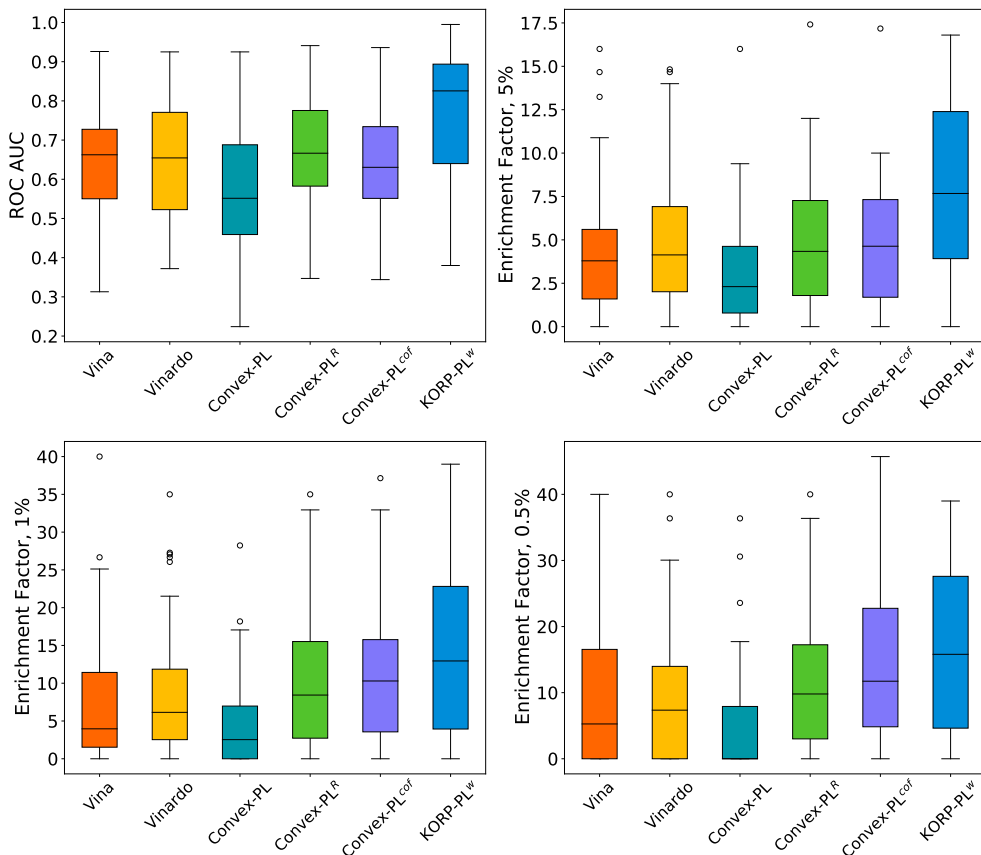 ROC AUC
1.0
0.9
0.8
0.7
0.6
0.5
0.4
0.3
0.2
Vina
Vinardo
Convex-PL
Convex-PL^R
Convex-PL^cof
KORP-PL^w
Enrichment Factor, 5%
17.5
15.0
12.5
10.0
7.5
5.0
2.5
0.0
Vina
Vinardo
Convex-PL
Convex-PL^R
Convex-PL^cof
KORP-PL^w
Enrichment Factor, 1%
40
35
30
25
20
15
10
5
0
Vina
Vinardo
Convex-PL
Convex-PL^R
Convex-PL^cof
KORP-PL^w
Enrichment Factor, 0.5%
40
30
20
10
0
Vina
Vinardo
Convex-PL
Convex-PL^R
Convex-PL^cof
KORP-PL^w